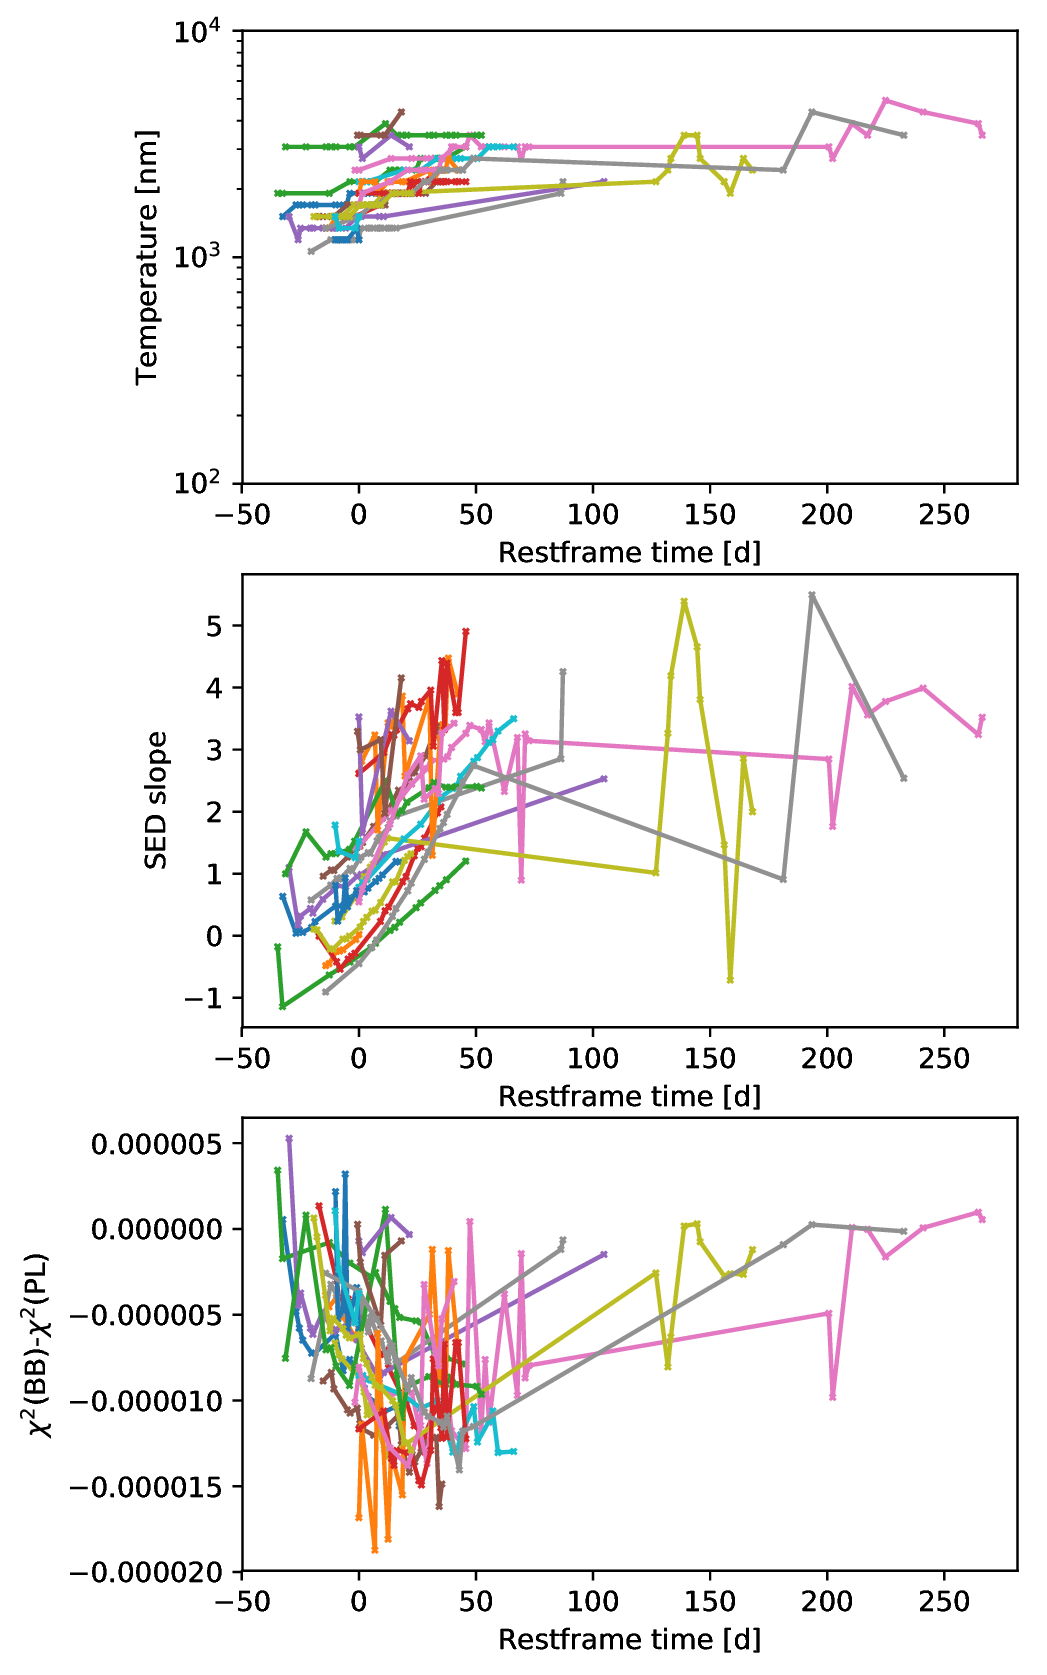 10⁴
10³
10²
Temperature [nm]
−50 0 50 100 150 200 250
Restframe time [d]
5
4
3
2
1
0
−1
SED slope
−50 0 50 100 150 200 250
Restframe time [d]
0.000005
0.000000
−0.000005
−0.000010
−0.000015
−0.000020
χ²(BB)-χ²(PL)
−50 0 50 100 150 200 250
Restframe time [d]